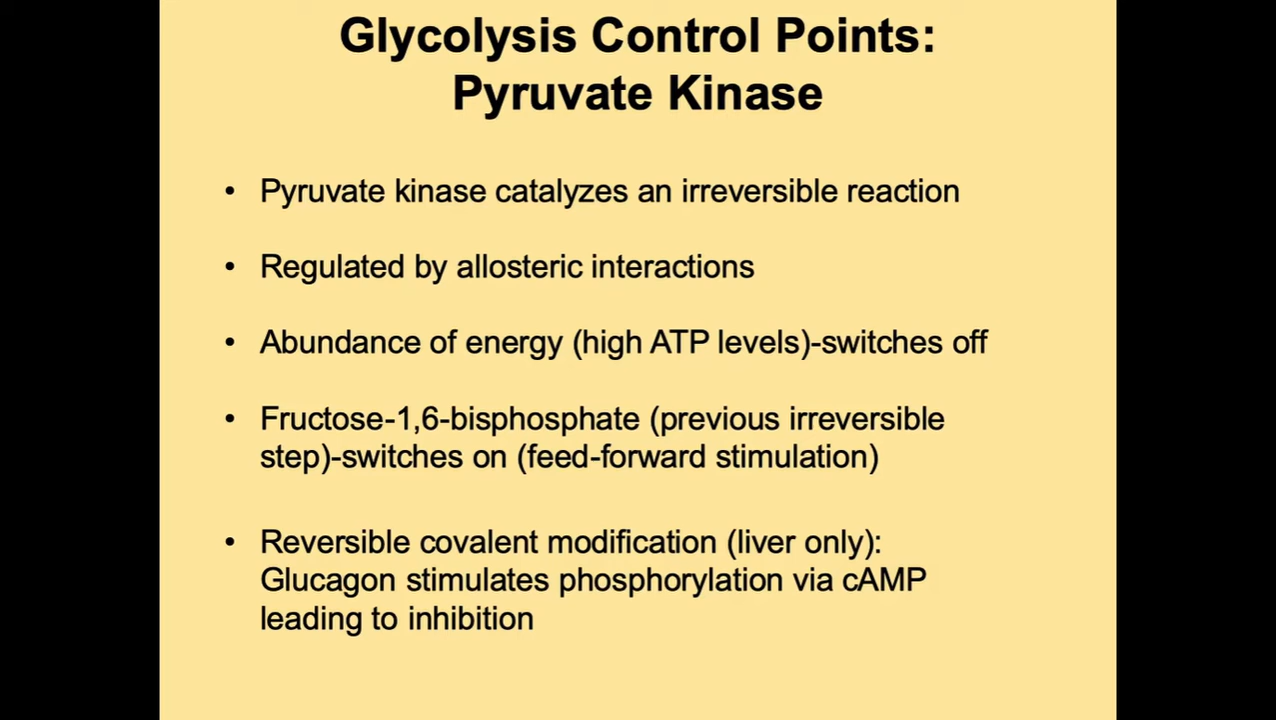 Glycolysis Control Points:
Pyruvate Kinase
• Pyruvate kinase catalyzes an irreversible reaction
• Regulated by allosteric interactions
• Abundance of energy (high ATP levels)-switches off
• Fructose-1,6-bisphosphate (previous irreversible
step)-switches on (feed-forward stimulation)
• Reversible covalent modification (liver only):
Glucagon stimulates phosphorylation via cAMP
leading to inhibition